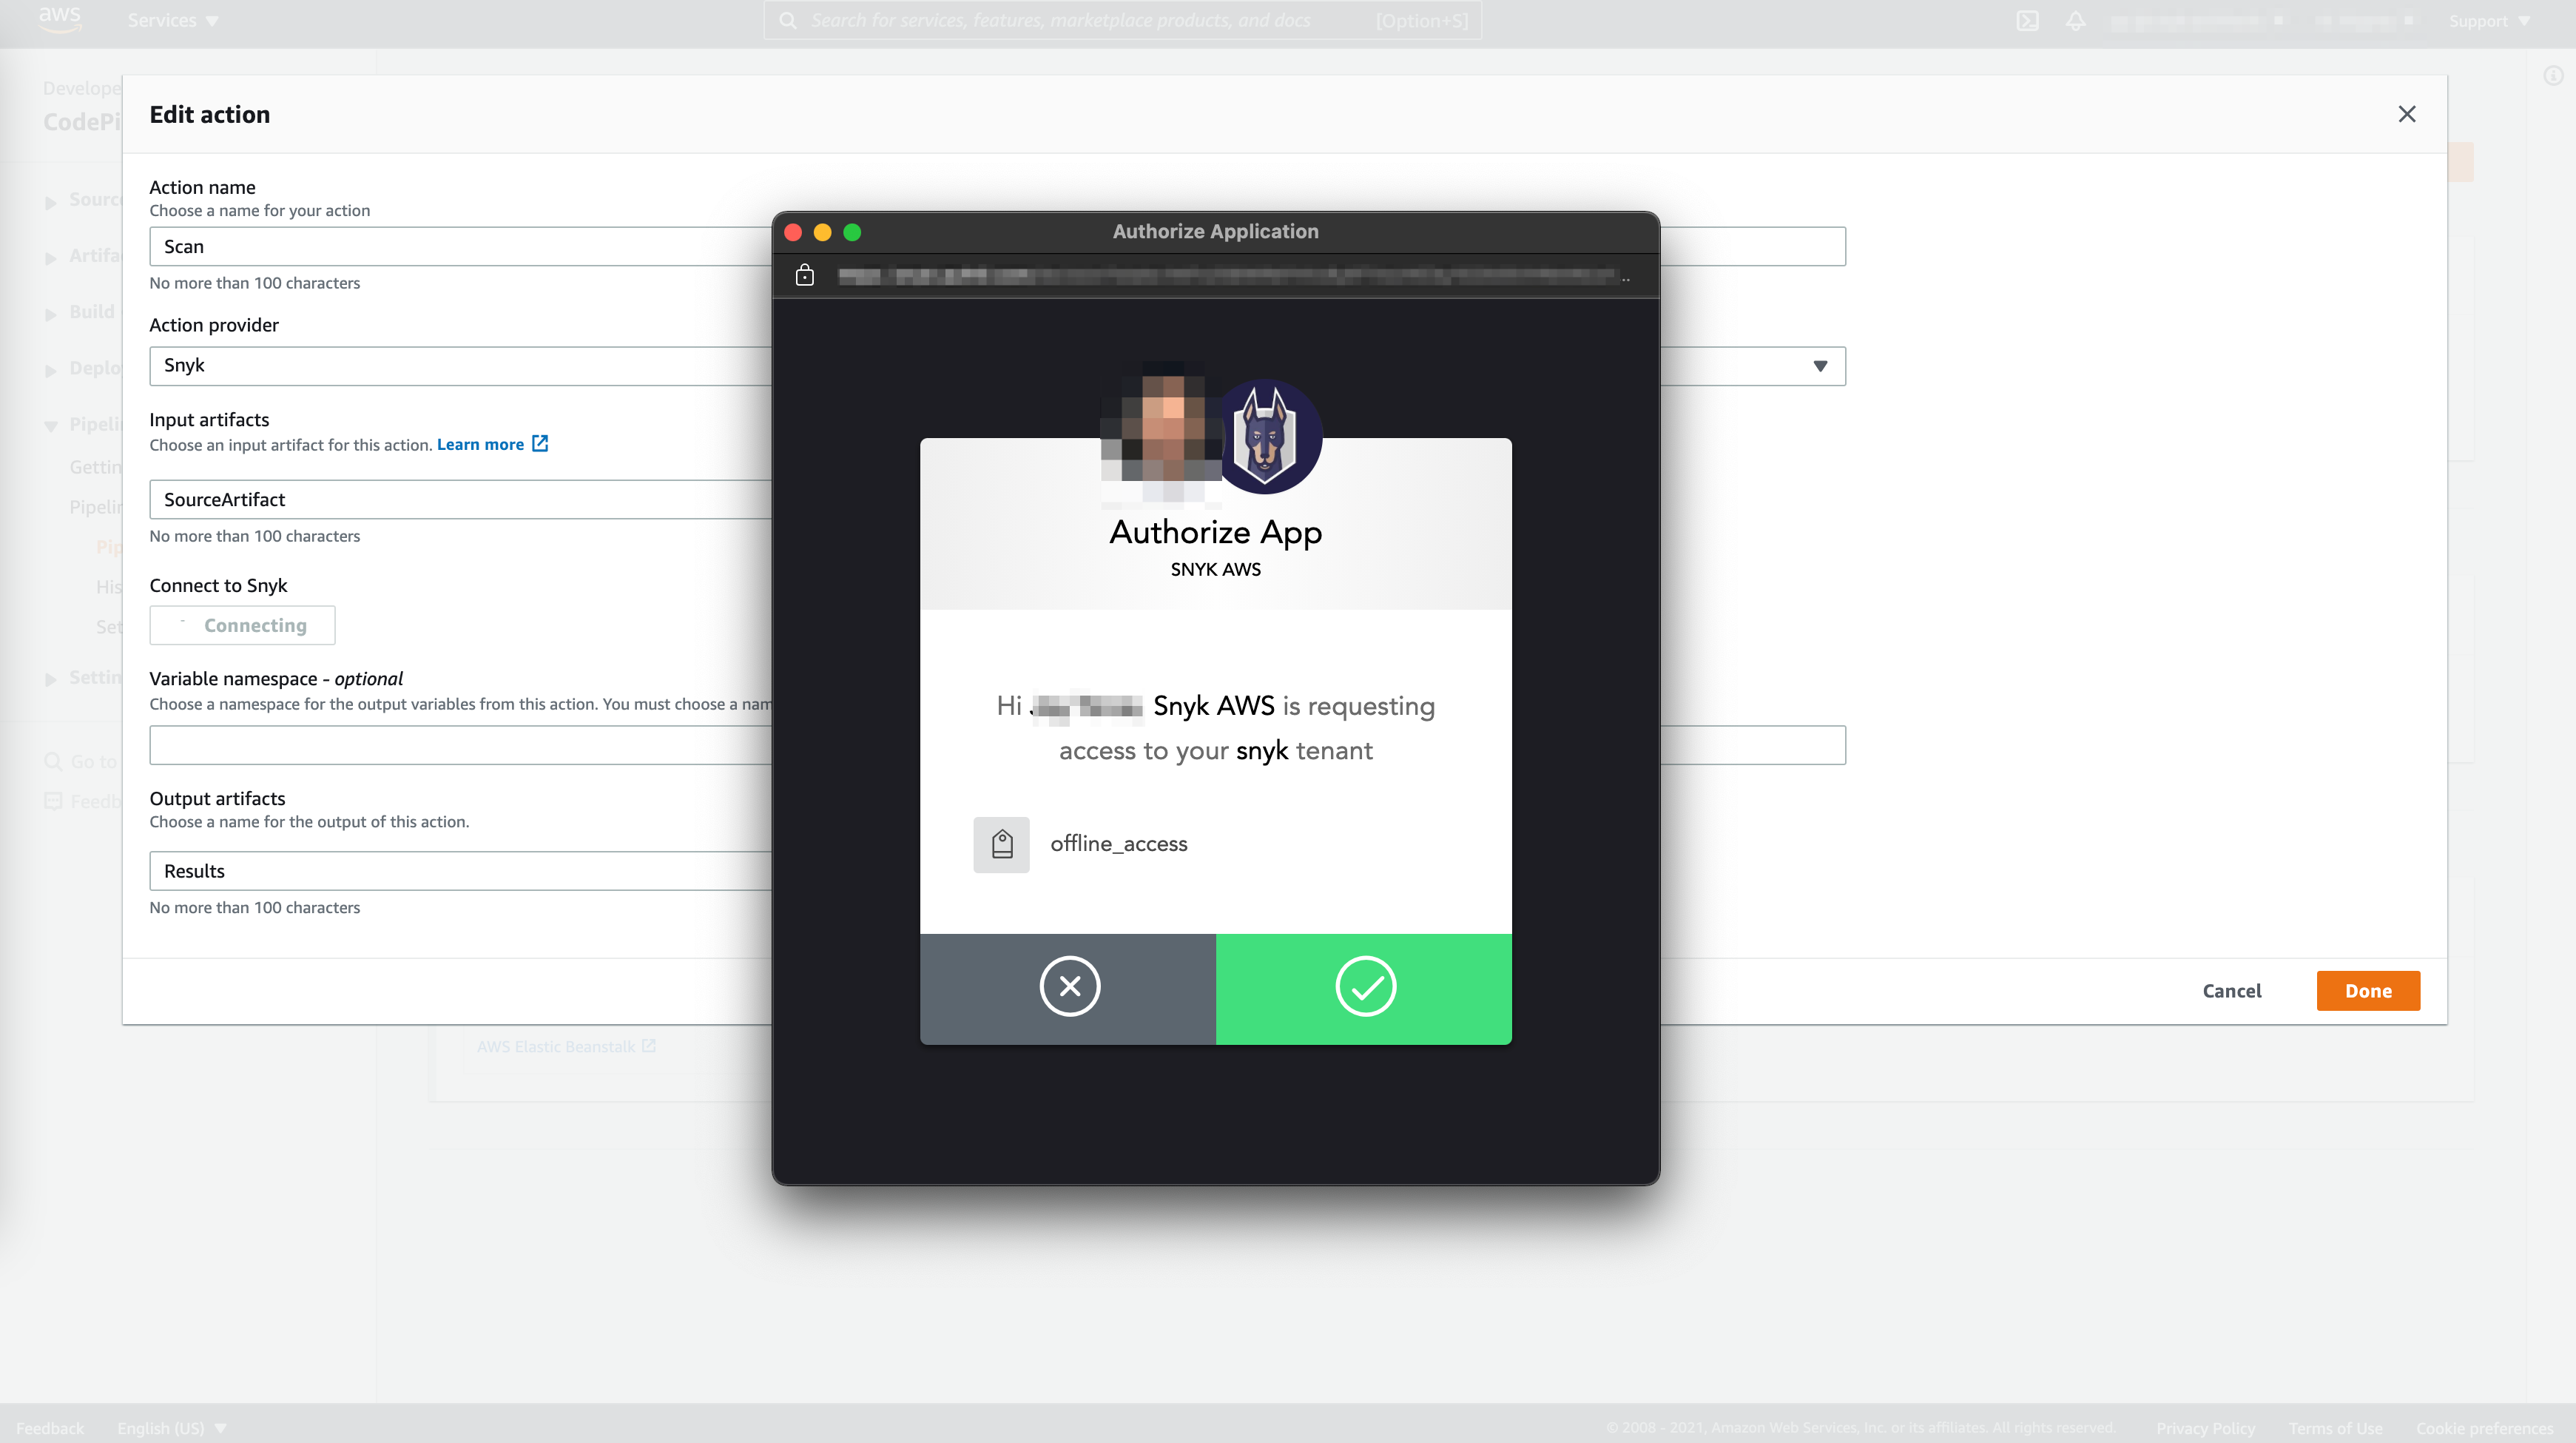 aws
Services
Search for services, features, marketplace products, and docs
[Option+S]
Support
Develope
CodePi
Sourc
Artifa
Build
Deplo
Pipeli
Gettin
Pipelin
Pip
His
Set
Settin
Go to
Feedb
Edit action
Action name
Choose a name for your action
Scan
No more than 100 characters
Action provider
Snyk
Input artifacts
Choose an input artifact for this action. Learn more
SourceArtifact
No more than 100 characters
Connect to Snyk
Connecting
Variable namespace - optional
Choose a namespace for the output variables from this action. You must choose a nam
Output artifacts
Choose a name for the output of this action.
Results
No more than 100 characters
Cancel
Done
Authorize Application
Authorize App
SNYK AWS
Hi Snyk AWS is requesting
access to your snyk tenant
offline_access
AWS Elastic Beanstalk
Feedback
English (US)
© 2008 - 2021, Amazon Web Services, Inc. or its affiliates. All rights reserved.
Privacy Policy
Terms of Use
Cookie preferences